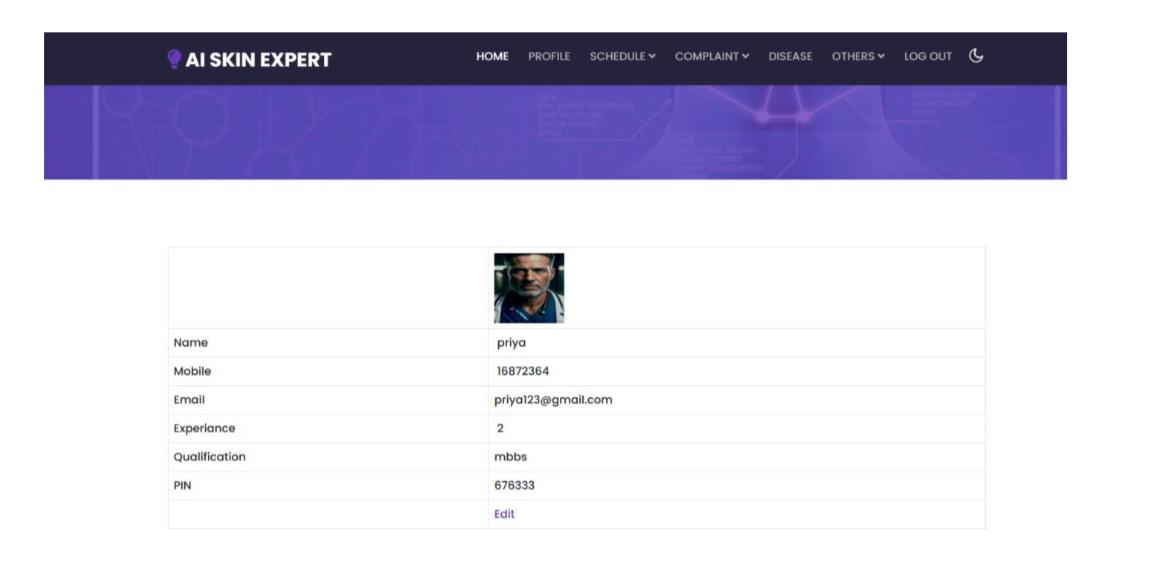 AI SKIN EXPERT
HOME PROFILE SCHEDULE COMPLAINT DISEASE OTHERS LOG OUT
Name priya
Mobile 16872364
Email priya123@gmail.com
Experiance 2
Qualification mbbs
PIN 676333
Edit